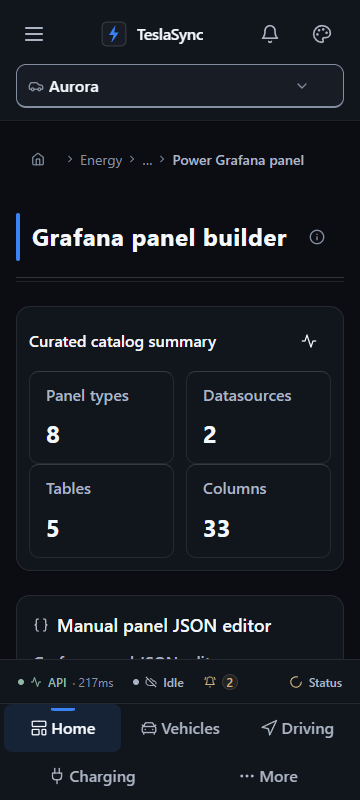 TeslaSync
Aurora
Energy > ... > Power Grafana panel
Grafana panel builder
Curated catalog summary
Panel types
Datasources
8
2
Tables
Columns
5
33
Manual panel JSON editor
API · 217ms
Idle
2
Status
Home
Vehicles
Driving
Charging
More